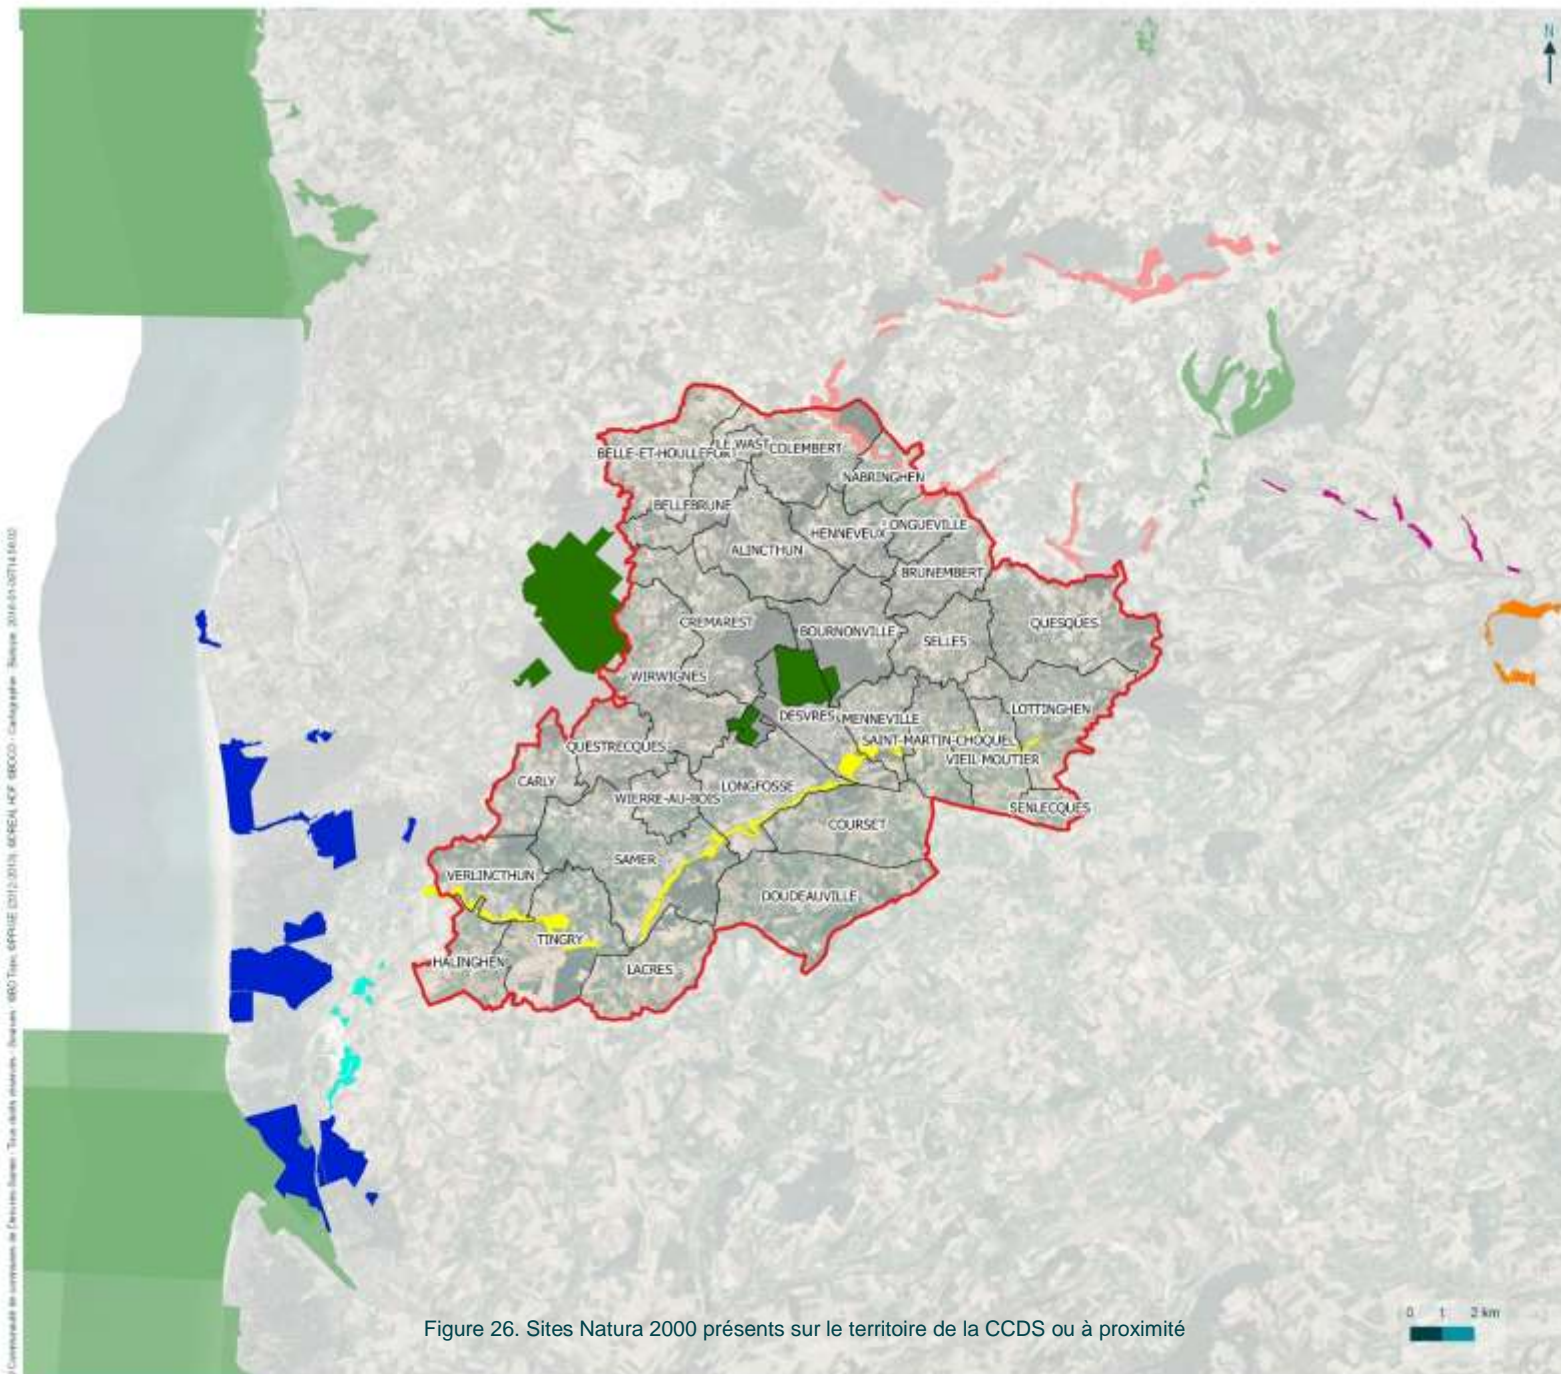 N
BELLE-ET-HOULLEFORT
LE WAST
COLEMBERT
NABRINGHEN
BELLEBRUNE
HENNEVEUX
LONGUEVILLE
ALINCTHUN
BRUNEMBERT
CREMAREST
BOURNONVILLE
SELLES
QUESQUES
WIRWIGNES
LOTTINGHEN
DESVRES
MENNEVILLE
SAINT-MARTIN-CHOQUEL
QUESTRECQUES
VIEIL-MOUTIER
CARLY
LONGFOSSE
WIERRE-AU-BOIS
SENLECQUES
COURSET
SAMER
VERLINCTHUN
DOUDEAUVILLE
TINGRY
HALINGHEN
LACRES
0 1 2 km
Figure 26. Sites Natura 2000 présents sur le territoire de la CCDS ou à proximité